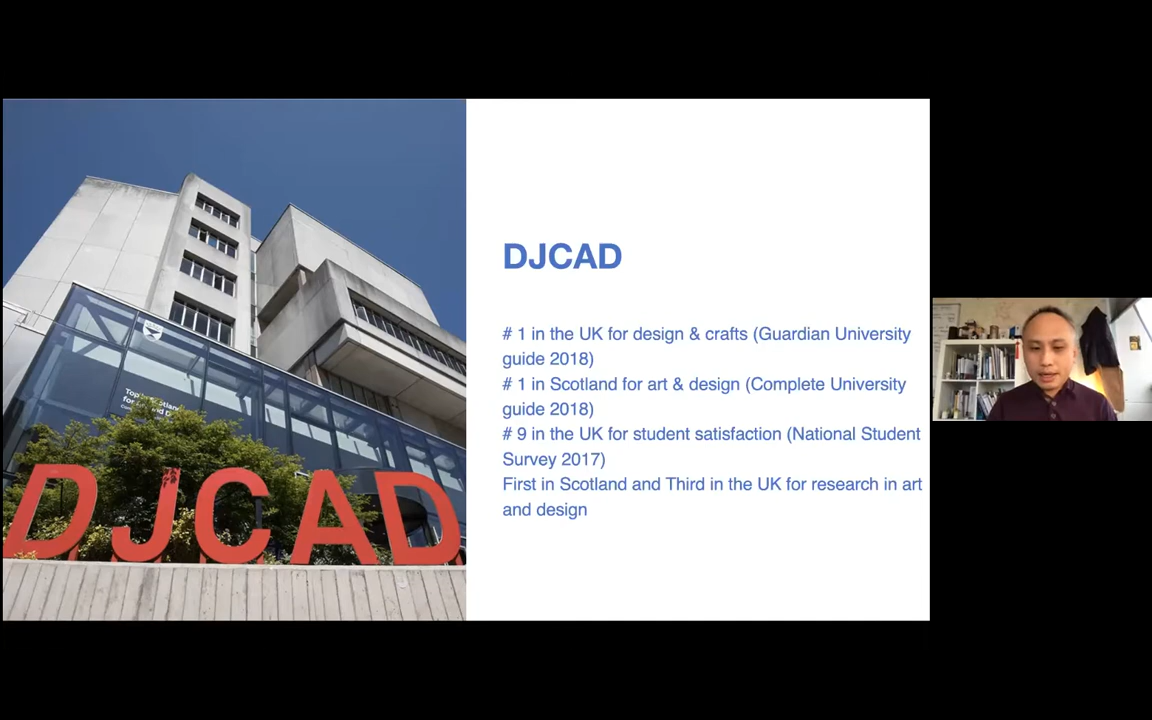 DJCAD
# 1 in the UK for design & crafts (Guardian University
guide 2018)
# 1 in Scotland for art & design (Complete University
guide 2018)
# 9 in the UK for student satisfaction (National Student
Survey 2017)
First in Scotland and Third in the UK for research in art
and design
DJCAD